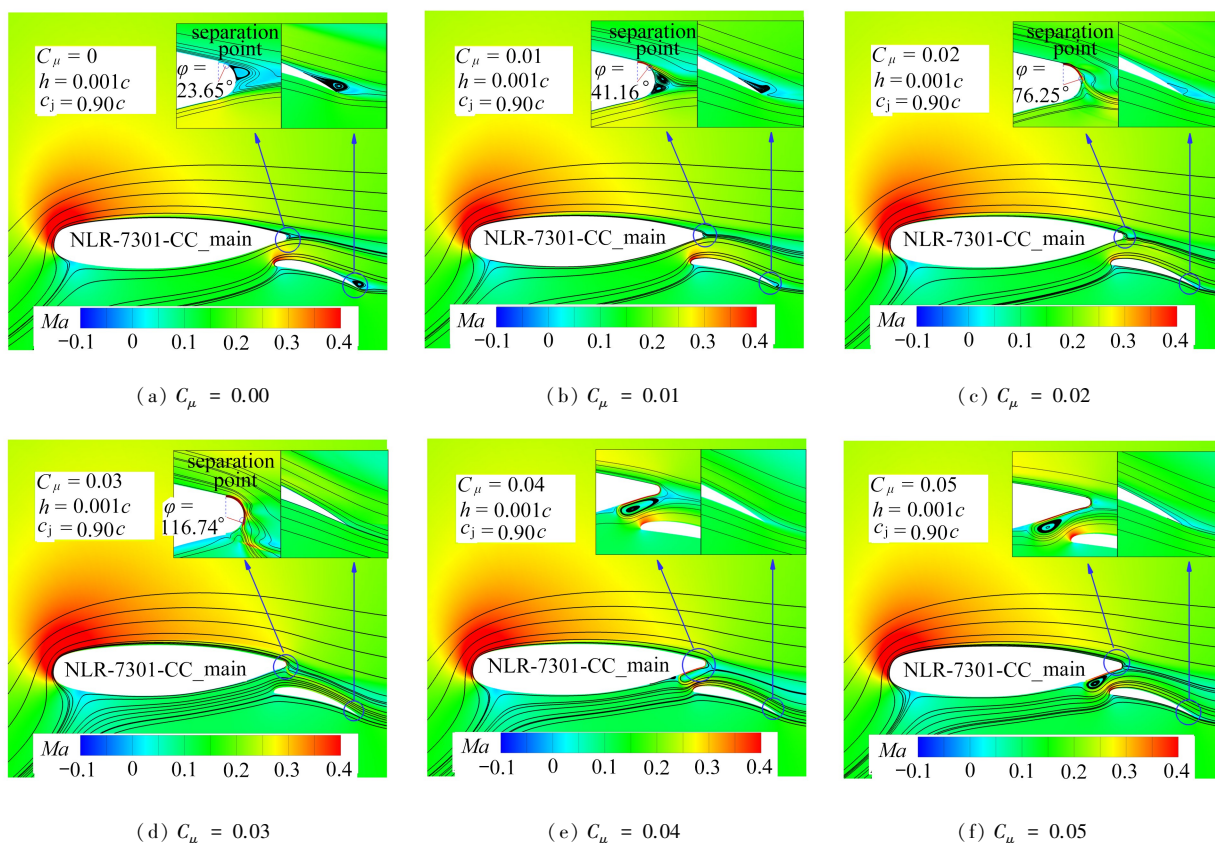 separation
point
C_μ = 0
h = 0.001c
c_j = 0.90c
φ =
23.65°
NLR-7301-CC_main
Ma
−0.1 0 0.1 0.2 0.3 0.4
(a) C_μ = 0.00
separation
point
C_μ = 0.01
h = 0.001c
c_j = 0.90c
φ =
41.16°
NLR-7301-CC_main
Ma
−0.1 0 0.1 0.2 0.3 0.4
(b) C_μ = 0.01
separation
point
C_μ = 0.02
h = 0.001c
c_j = 0.90c
φ =
76.25°
NLR-7301-CC_main
Ma
−0.1 0 0.1 0.2 0.3 0.4
(c) C_μ = 0.02
separation
point
C_μ = 0.03
h = 0.001c
c_j = 0.90c
φ =
116.74°
NLR-7301-CC_main
Ma
−0.1 0 0.1 0.2 0.3 0.4
(d) C_μ = 0.03
C_μ = 0.04
h = 0.001c
c_j = 0.90c
NLR-7301-CC_main
Ma
−0.1 0 0.1 0.2 0.3 0.4
(e) C_μ = 0.04
C_μ = 0.05
h = 0.001c
c_j = 0.90c
NLR-7301-CC_main
Ma
−0.1 0 0.1 0.2 0.3 0.4
(f) C_μ = 0.05